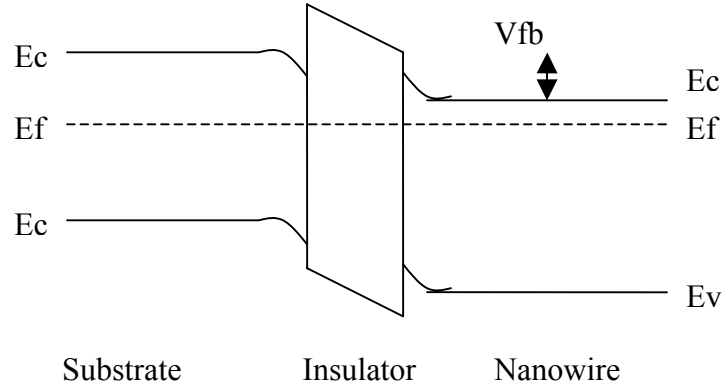 Vfb
Ec
Ec
Ef
Ef
Ec
Ev
Substrate
Insulator
Nanowire